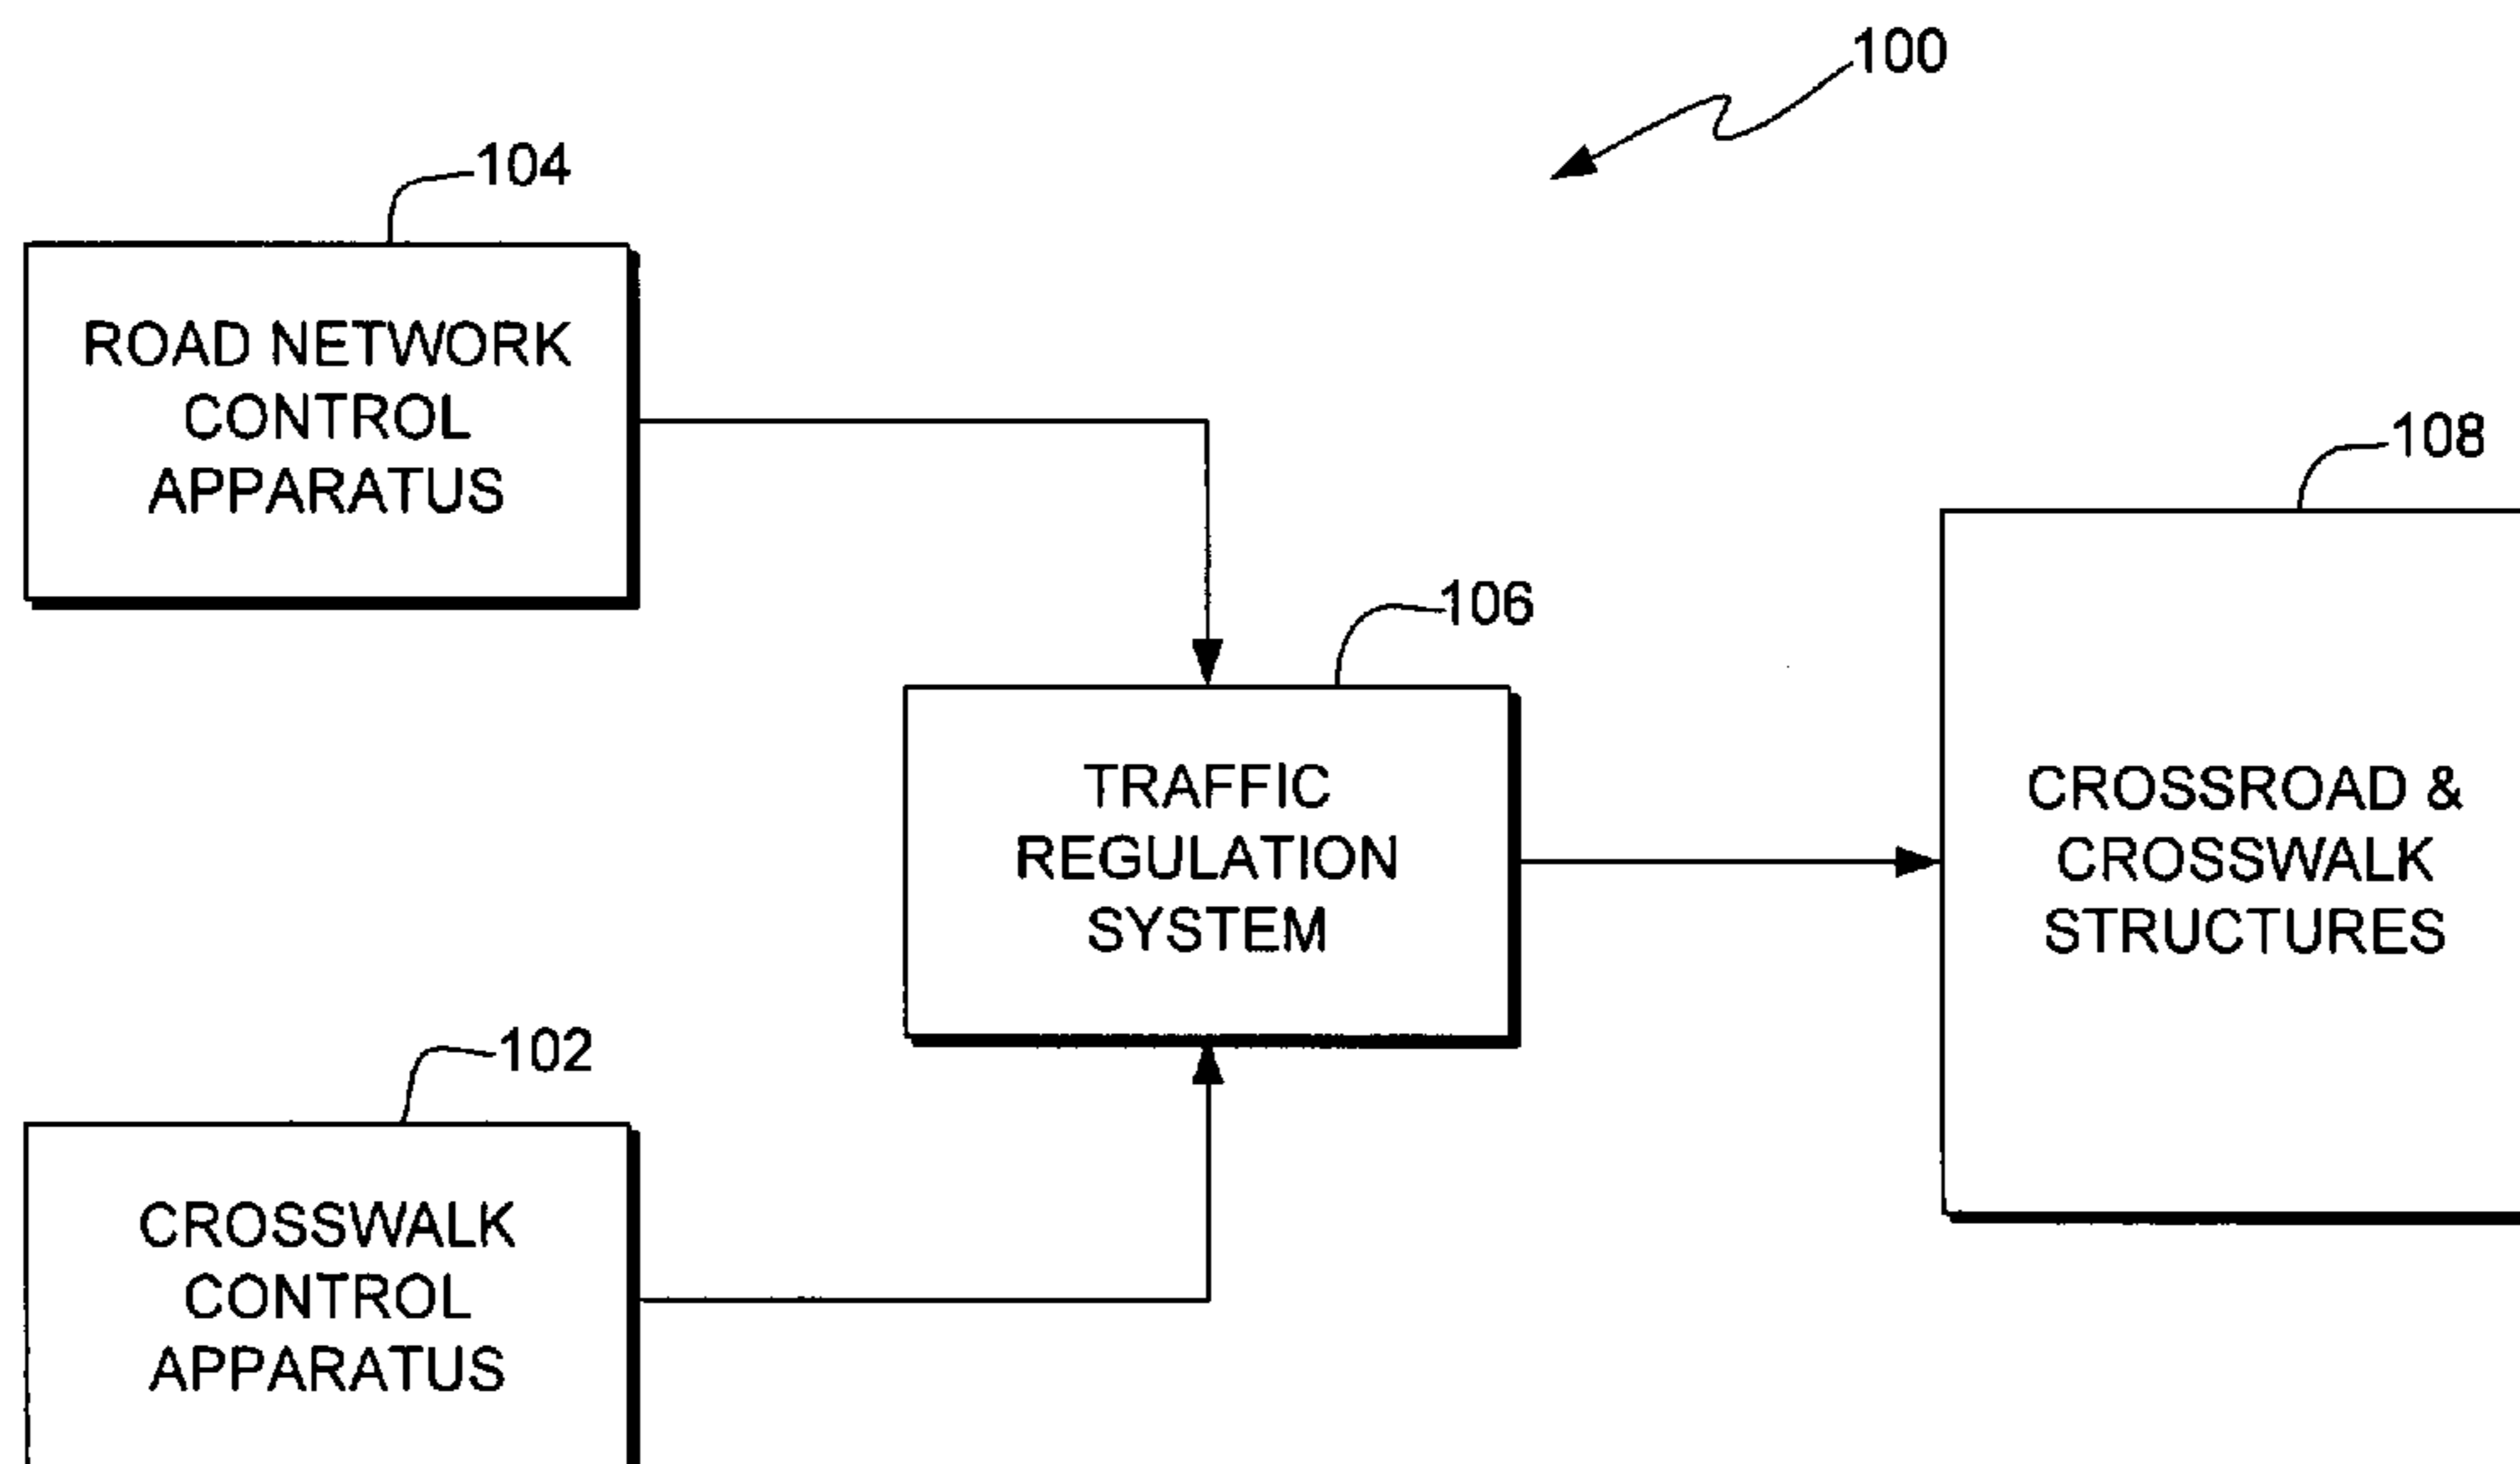 100
104
ROAD NETWORK
CONTROL
APPARATUS
108
106
TRAFFIC
REGULATION
SYSTEM
CROSSROAD &
CROSSWALK
STRUCTURES
102
CROSSWALK
CONTROL
APPARATUS